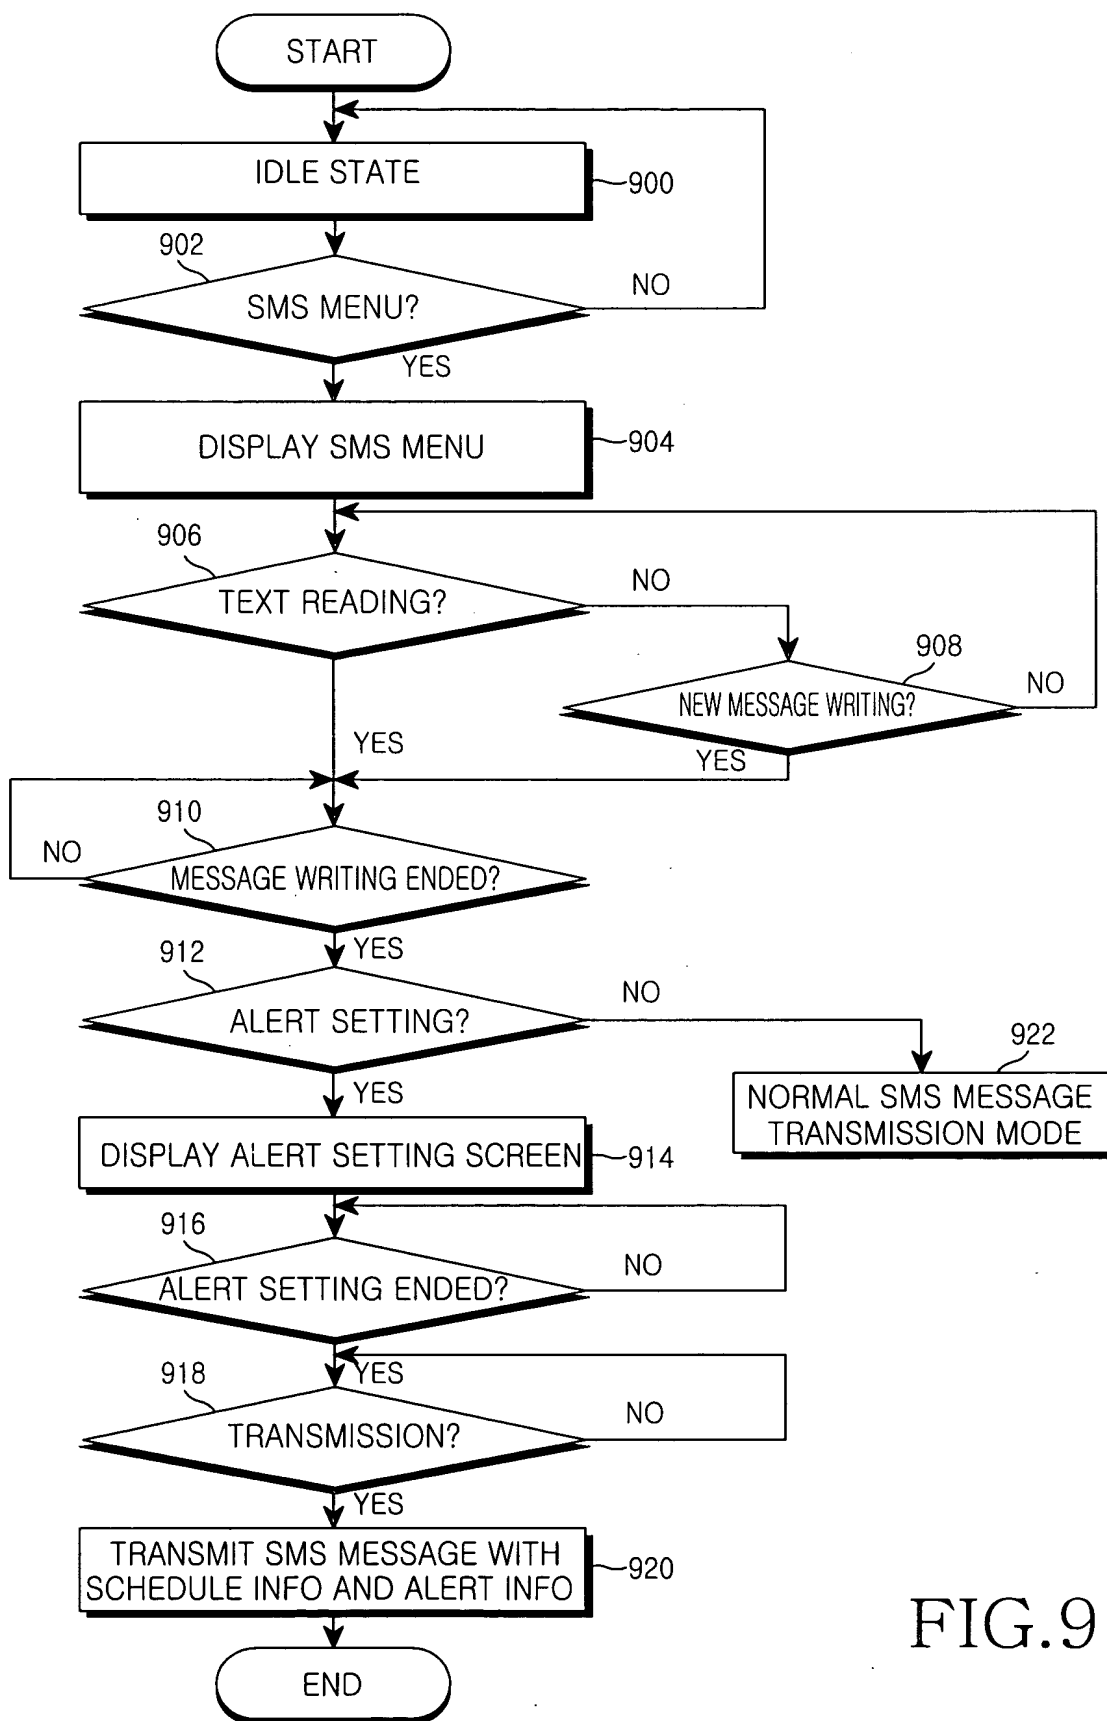 START
IDLE STATE
900
902
SMS MENU?
NO
YES
DISPLAY SMS MENU
904
906
TEXT READING?
NO
908
NEW MESSAGE WRITING?
NO
YES
YES
910
NO
MESSAGE WRITING ENDED?
YES
912
ALERT SETTING?
NO
922
NORMAL SMS MESSAGE
TRANSMISSION MODE
YES
DISPLAY ALERT SETTING SCREEN
914
916
ALERT SETTING ENDED?
NO
YES
918
TRANSMISSION?
NO
YES
TRANSMIT SMS MESSAGE WITH
SCHEDULE INFO AND ALERT INFO
920
END
FIG.9